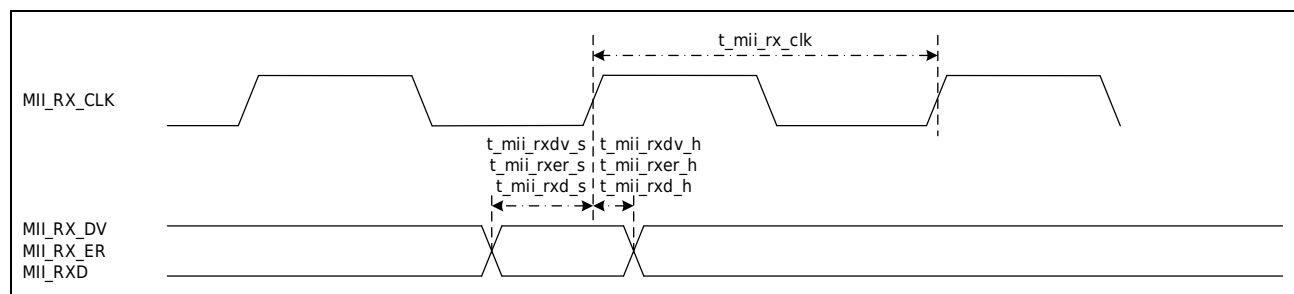 t_mii_rx_clk
MII_RX_CLK
t_mii_rxdv_s t_mii_rxdv_h
t_mii_rxer_s t_mii_rxer_h
t_mii_rxd_s t_mii_rxd_h
MII_RX_DV
MII_RX_ER
MII_RXD